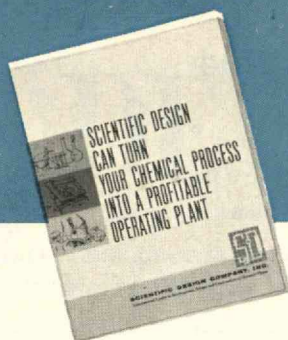 SCIENTIFIC DESIGN
CAN TURN
YOUR CHEMICAL PROCESS
INTO A PROFITABLE
OPERATING PLANT
SD
SCIENTIFIC DESIGN COMPANY, INC.